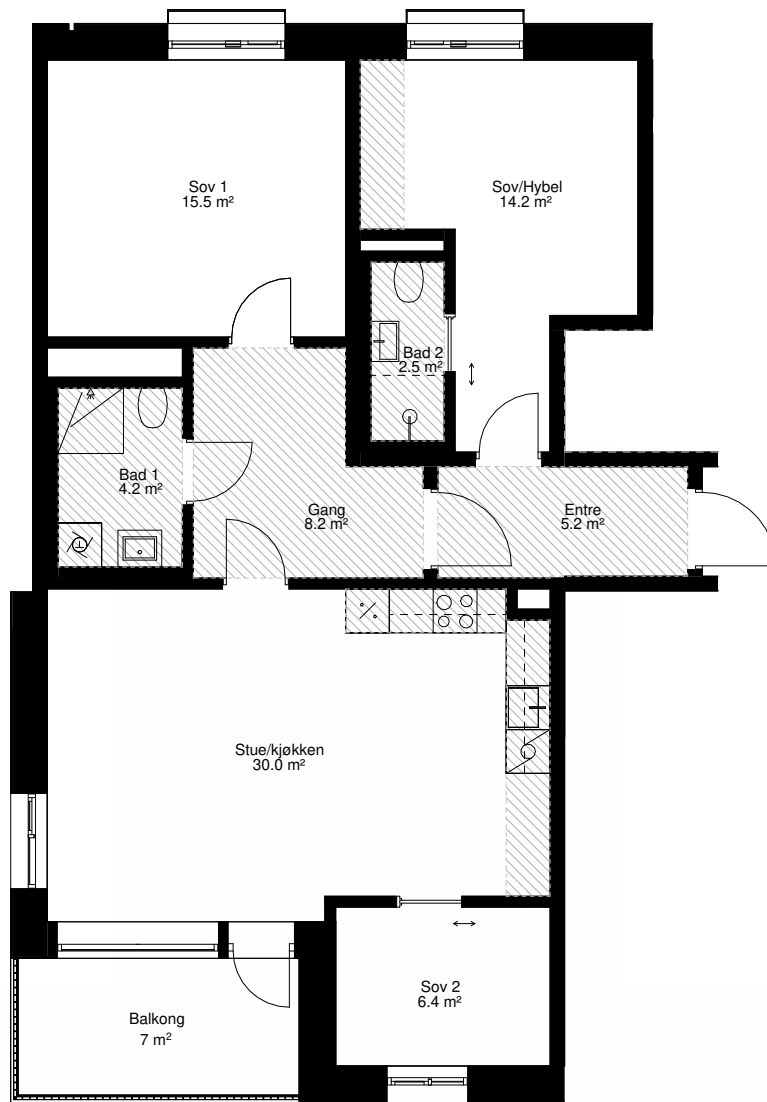 Sov 1
15.5 m²
Sov/Hybel
14.2 m²
Bad 2
2.5 m²
Bad 1
4.2 m²
Gang
8.2 m²
Entre
5.2 m²
Stue/kjøkken
30.0 m²
Sov 2
6.4 m²
Balkong
7 m²